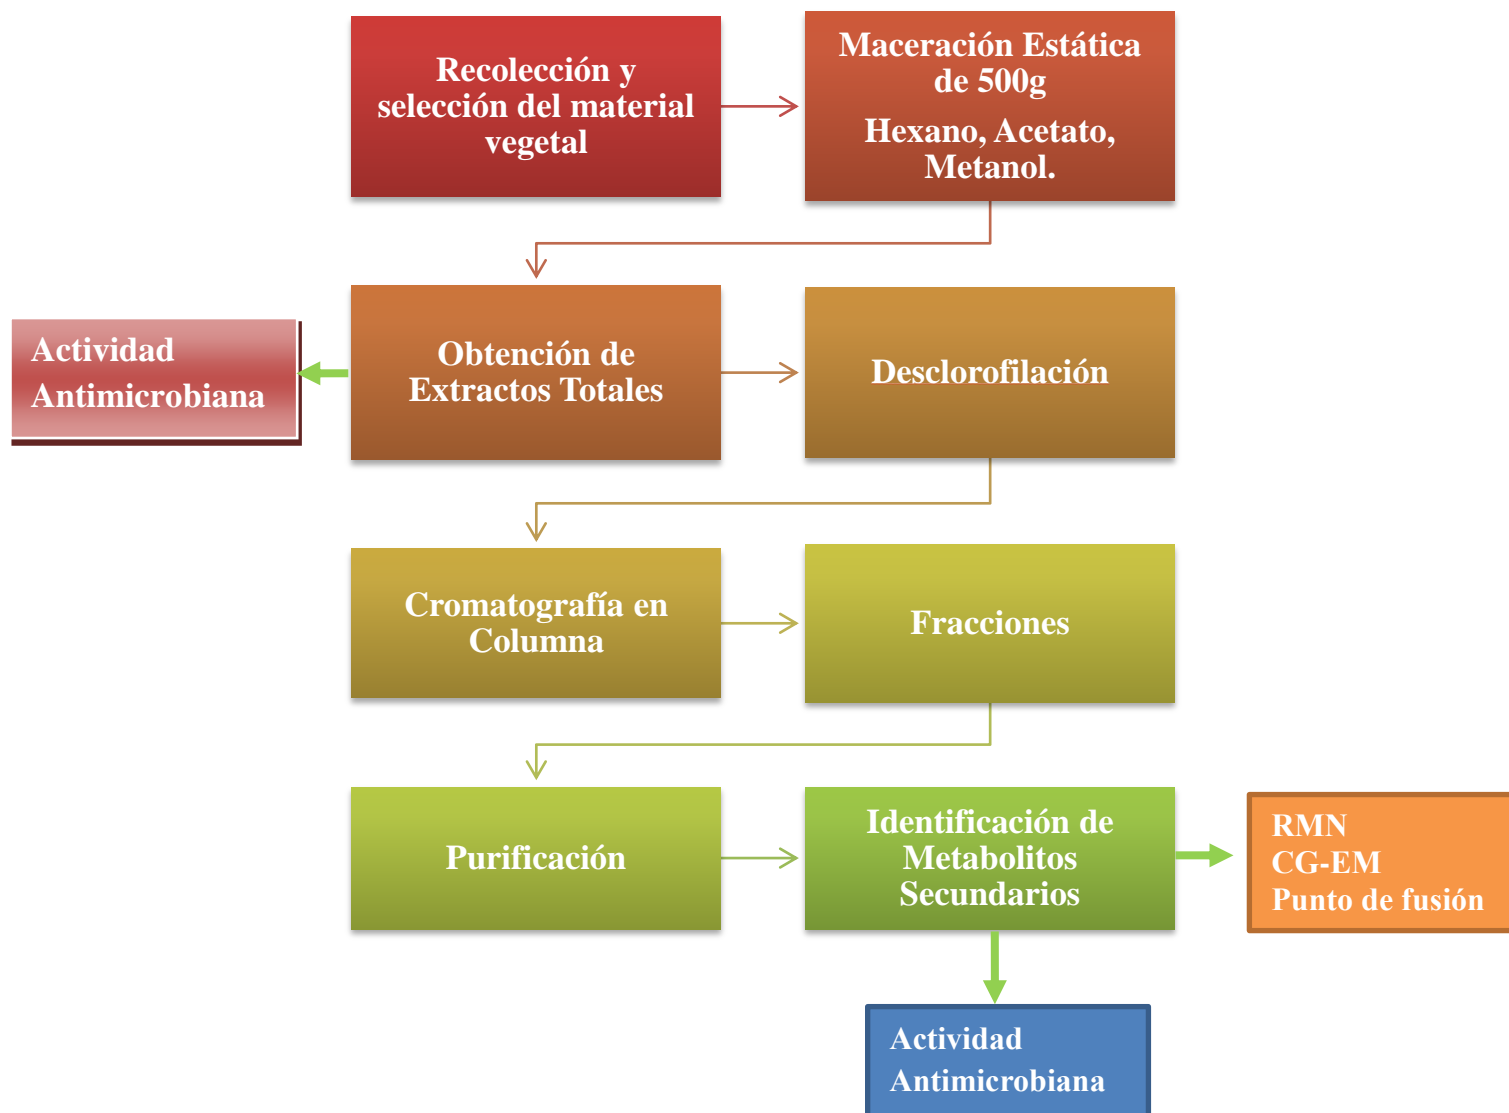 Recolección y
selección del material
vegetal
Maceración Estática
de 500g
Hexano, Acetato,
Metanol.
Actividad
Antimicrobiana
Obtención de
Extractos Totales
Desclorofilación
Cromatografía en
Columna
Fracciones
Purificación
Identificación de
Metabolitos
Secundarios
RMN
CG-EM
Punto de fusión
Actividad
Antimicrobiana